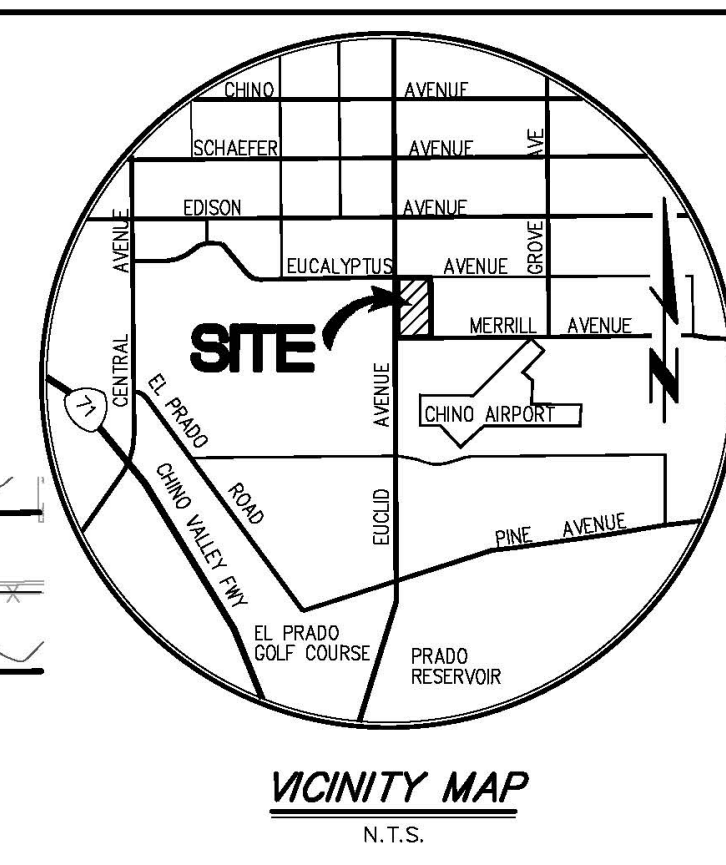 CHINO AVENUE
SCHAEFER AVENUE
AVE
EDISON AVENUE
AVENUE
GROVE
EUCALYPTUS AVENUE
SITE
MERRILL AVENUE
N
CENTRAL
71
EL PRADO
ROAD
AVENUE
CHINO AIRPORT
CHINO VALLEY FWY
EUCLID
PINE AVENUE
EL PRADO
GOLF COURSE
PRADO
RESERVOIR
VICINITY MAP
N.T.S.